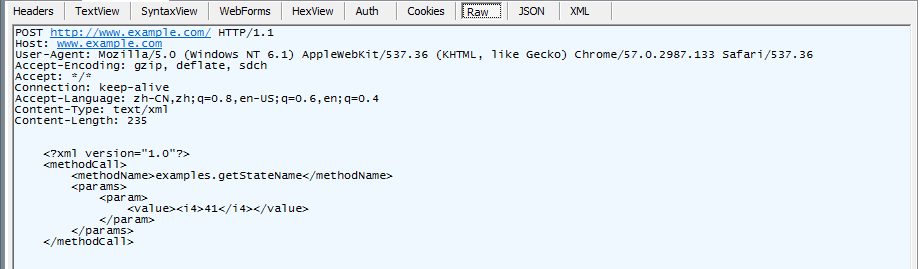 Headers TextView SyntaxView WebForms HexView Auth Cookies Raw JSON XML
POST http://www.example.com/ HTTP/1.1
Host: www.example.com
User-Agent: Mozilla/5.0 (Windows NT 6.1) AppleWebKit/537.36 (KHTML, like Gecko) Chrome/57.0.2987.133 Safari/537.36
Accept-Encoding: gzip, deflate, sdch
Accept: */*
Connection: keep-alive
Accept-Language: zh-CN,zh;q=0.8,en-US;q=0.6,en;q=0.4
Content-Type: text/xml
Content-Length: 235
<?xml version="1.0"?>
<methodCall>
<methodName>examples.getStateName</methodName>
<params>
<param>
<value><i4>41</i4></value>
</param>
</params>
</methodCall>